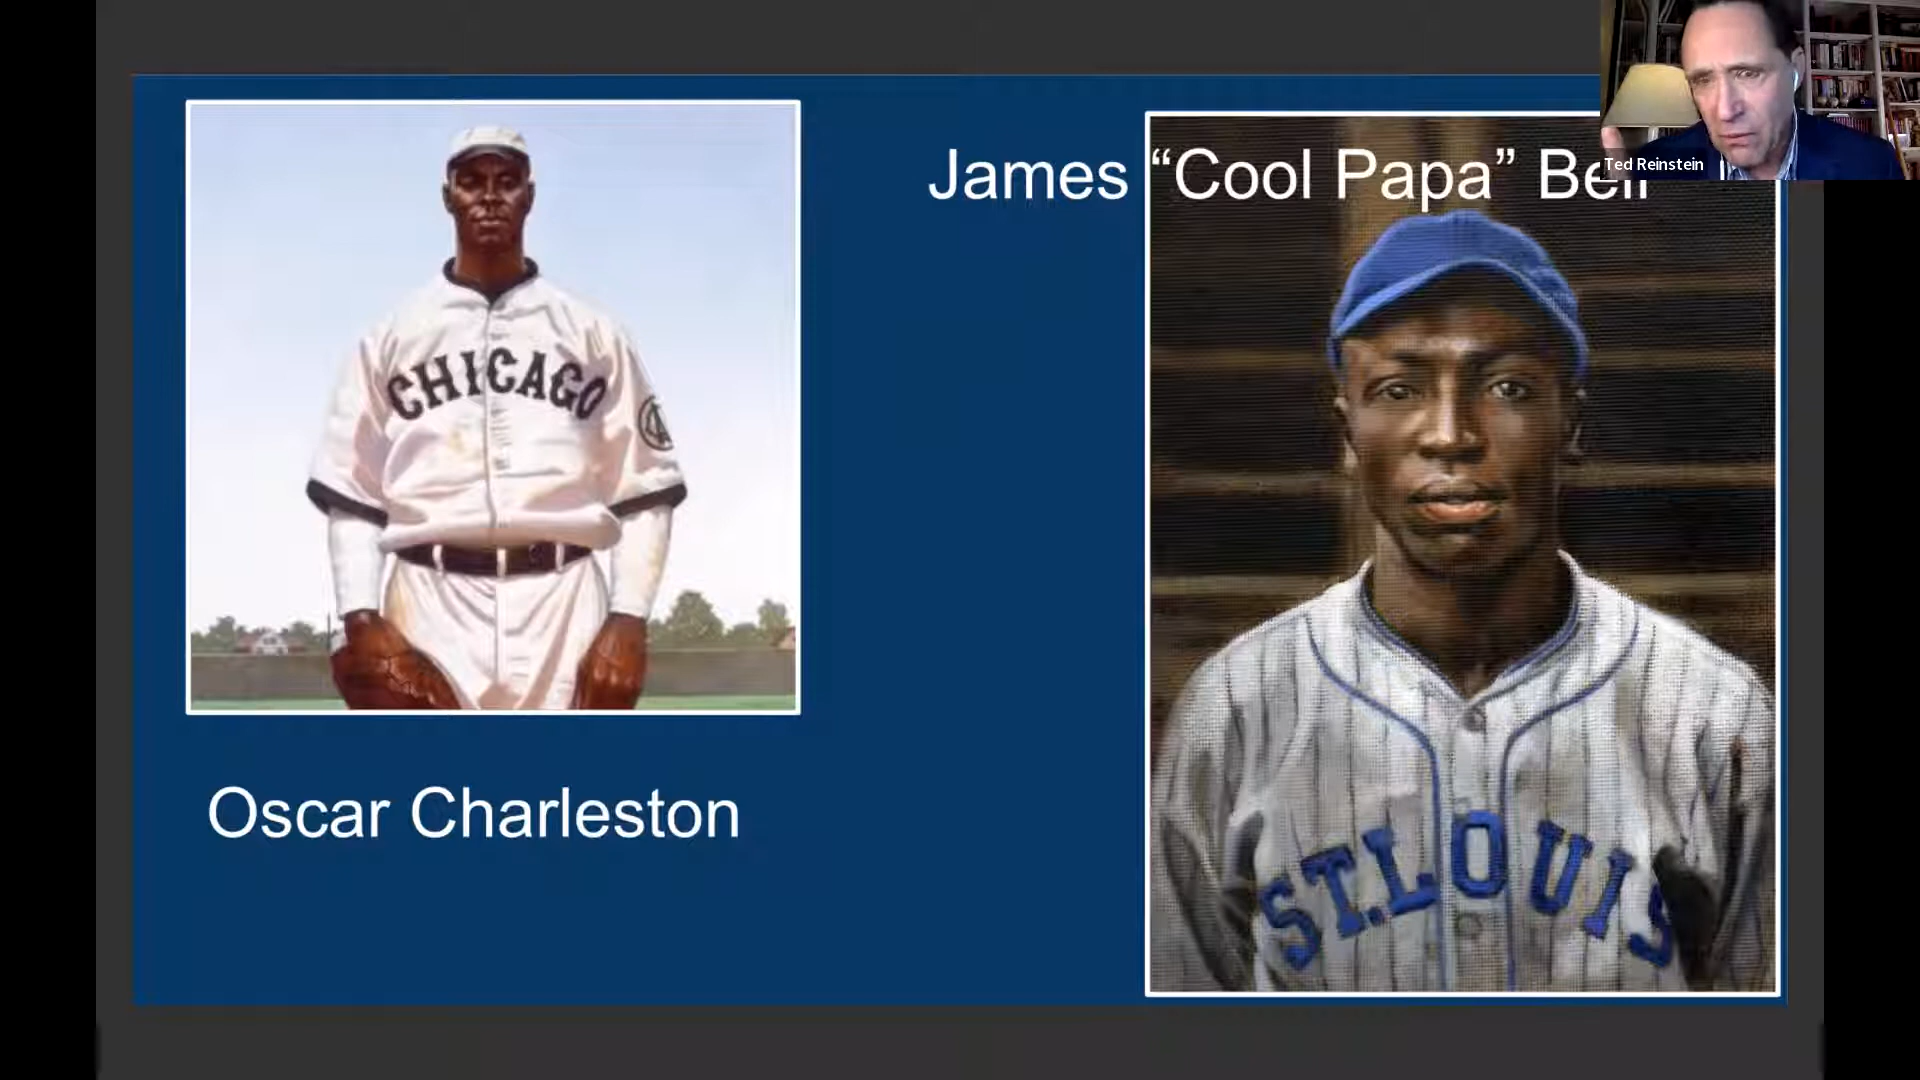 James “Cool Papa” Bell
Ted Reinstein
CHICAGO
Oscar Charleston
ST. LOUIS